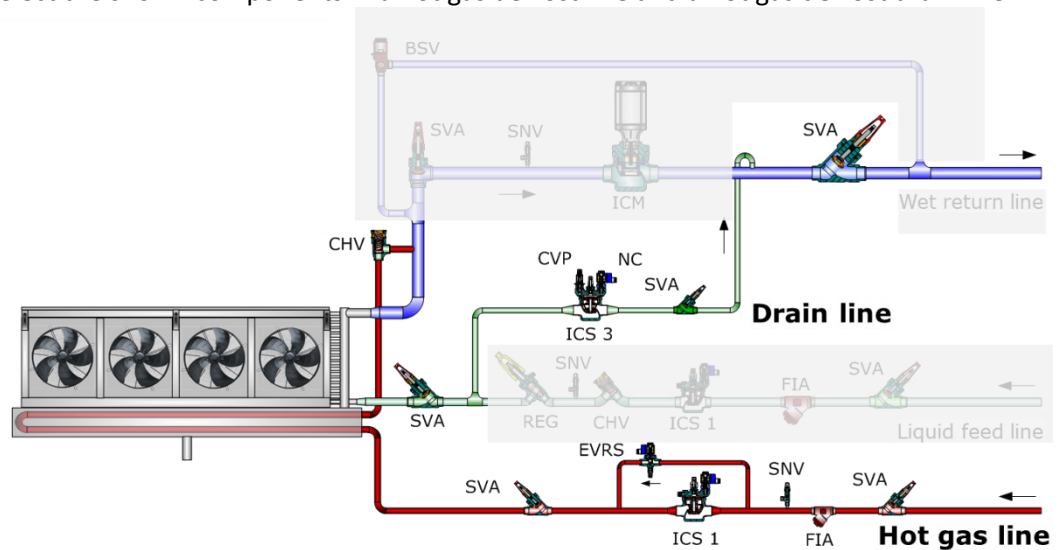 BSV
SVA
SNV
SVA
ICM
Wet return line
CHV
CVP
NC
SVA
ICS 3
Drain line
SNV
FIA
SVA
SVA
REG
CHV
ICS 1
Liquid feed line
EVRS
SVA
SNV
SVA
ICS 1
FIA
Hot gas line